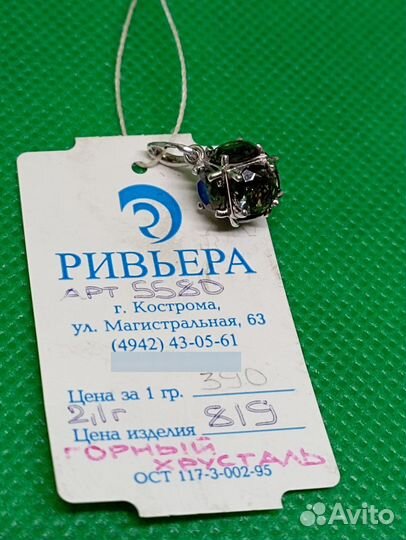 РИВЬЕРА
АРТ 5580
г. Кострома,
ул. Магистральная, 63
(4942) 43-05-61
Цена за 1 гр. 390
2,1 г
Цена изделия 819
ГОРНЫЙ
ХРУСТАЛЬ
ОСТ 117-3-002-95
Avito